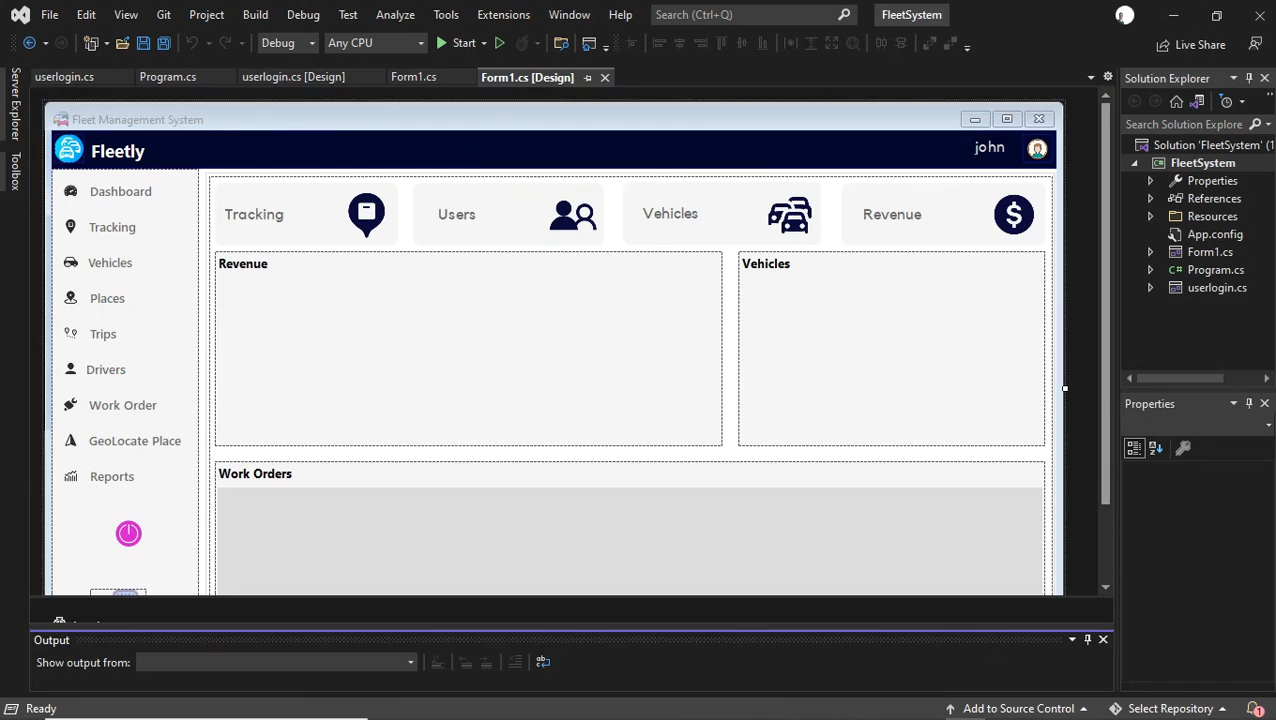 File Edit View Git Project Build Debug Test Analyze Tools Extensions Window Help Search (Ctrl+Q) FleetSystem
Debug Any CPU Start Live Share
userlogin.cs Program.cs userlogin.cs [Design] Form1.cs Form1.cs [Design]
Server Explorer
Toolbox
Fleet Management System
Fleetly john
Dashboard
Tracking
Vehicles
Places
Trips
Drivers
Work Order
GeoLocate Place
Reports
Tracking Users Vehicles Revenue
Revenue Vehicles
Work Orders
Solution Explorer
Search Solution Explore
Solution 'FleetSystem' (1
FleetSystem
Properties
References
Resources
App.config
Form1.cs
Program.cs
userlogin.cs
Properties
Output
Show output from:
Ready Add to Source Control Select Repository 1